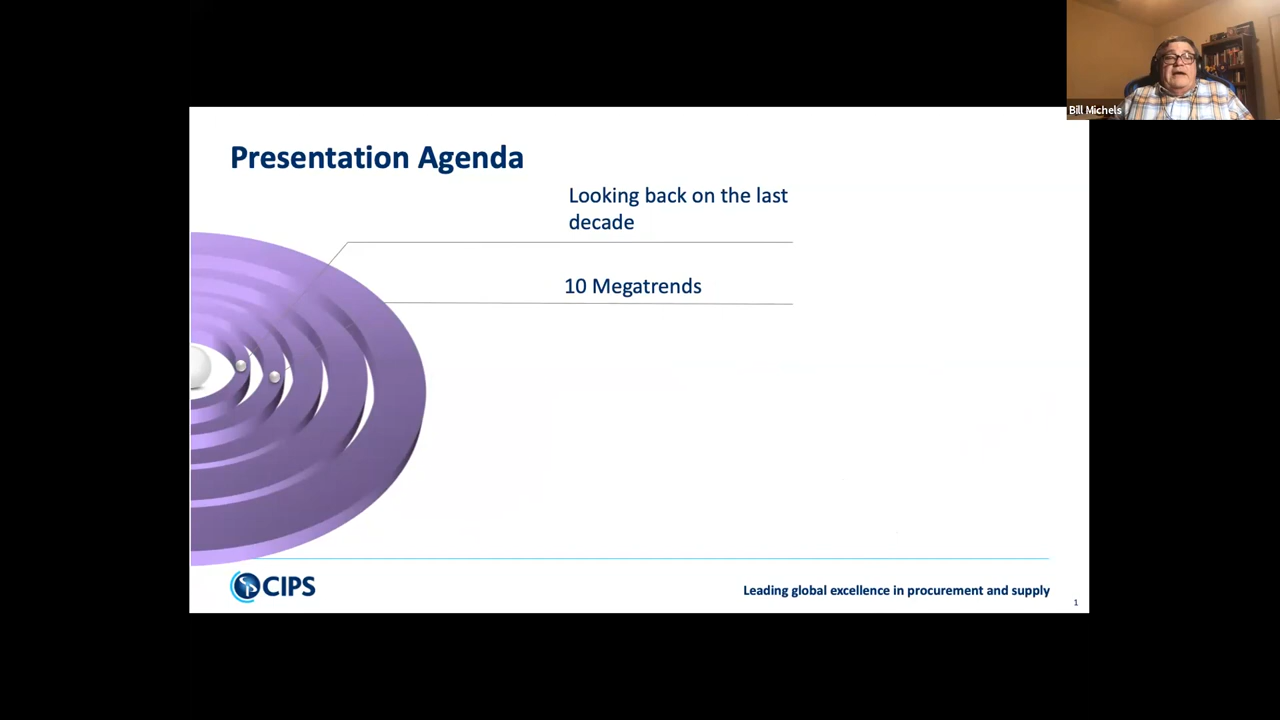 Bill Michels
Presentation Agenda
Looking back on the last
decade
10 Megatrends
CIPS
Leading global excellence in procurement and supply
1